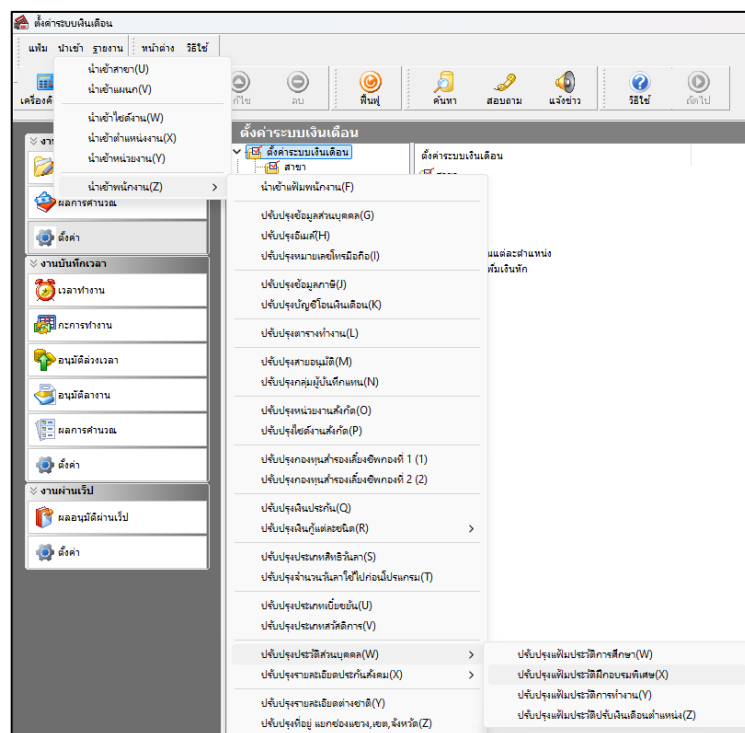 ตั้งค่าระบบเงินเดือน
แฟ้ม นำเข้า รายงาน หน้าต่าง วิธีใช้
นำเข้าสาขา(U)
นำเข้าแผนก(V)
นำเข้าไซต์งาน(W)
นำเข้าตำแหน่งงาน(X)
นำเข้าหน่วยงาน(Y)
นำเข้าพนักงาน(Z)
ลบ ฟื้นฟู ค้นหา สอบถาม แจ้งข่าว วิธีใช้ ถัดไป
ตั้งค่าระบบเงินเดือน
ตั้งค่าระบบเงินเดือน
สาขา
ตั้งค่าระบบเงินเดือน
ผลการคำนวณ
ตั้งค่า
งานบันทึกเวลา
เวลาทำงาน
กะการทำงาน
อนุมัติล่วงเวลา
อนุมัติลางาน
ผลการคำนวณ
ตั้งค่า
งานผ่านเว็ป
ผลอนุมัติผ่านเว็ป
ตั้งค่า
นำเข้าแฟ้มพนักงาน(F)
ปรับปรุงข้อมูลส่วนบุคคล(G)
ปรับปรุงอีเมล์(H)
ปรับปรุงหมายเลขโทรมือถือ(I)
ปรับปรุงข้อมูลภาษี(J)
ปรับปรุงบัญชีโอนเงินเดือน(K)
ปรับปรุงตารางทำงาน(L)
ปรับปรุงสายอนุมัติ(M)
ปรับปรุงกลุ่มผู้บันทึกแทน(N)
ปรับปรุงหน่วยงานสังกัด(O)
ปรับปรุงไซต์งานสังกัด(P)
ปรับปรุงกองทุนสำรองเลี้ยงชีพกองที่ 1 (1)
ปรับปรุงกองทุนสำรองเลี้ยงชีพกองที่ 2 (2)
ปรับปรุงเงินประกัน(Q)
ปรับปรุงเงินกู้แต่ละชนิด(R)
ปรับปรุงประเภทสิทธิวันลา(S)
ปรับปรุงจำนวนวันลาใช้ไปก่อนโปรแกรม(T)
ปรับปรุงประเภทเบี้ยขยัน(U)
ปรับปรุงประเภทสวัสดิการ(V)
ปรับปรุงประวัติส่วนบุคคล(W)
ปรับปรุงรายละเอียดประกันสังคม(X)
ปรับปรุงรายละเอียดต่างชาติ(Y)
ปรับปรุงที่อยู่ แยกช่องแขวง,เขต,จังหวัด(Z)
ปรับปรุงแฟ้มประวัติการศึกษา(W)
ปรับปรุงแฟ้มประวัติฝึกอบรมพิเศษ(X)
ปรับปรุงแฟ้มประวัติการทำงาน(Y)
ปรับปรุงแฟ้มประวัติปรับเงินเดือนตำแหน่ง(Z)